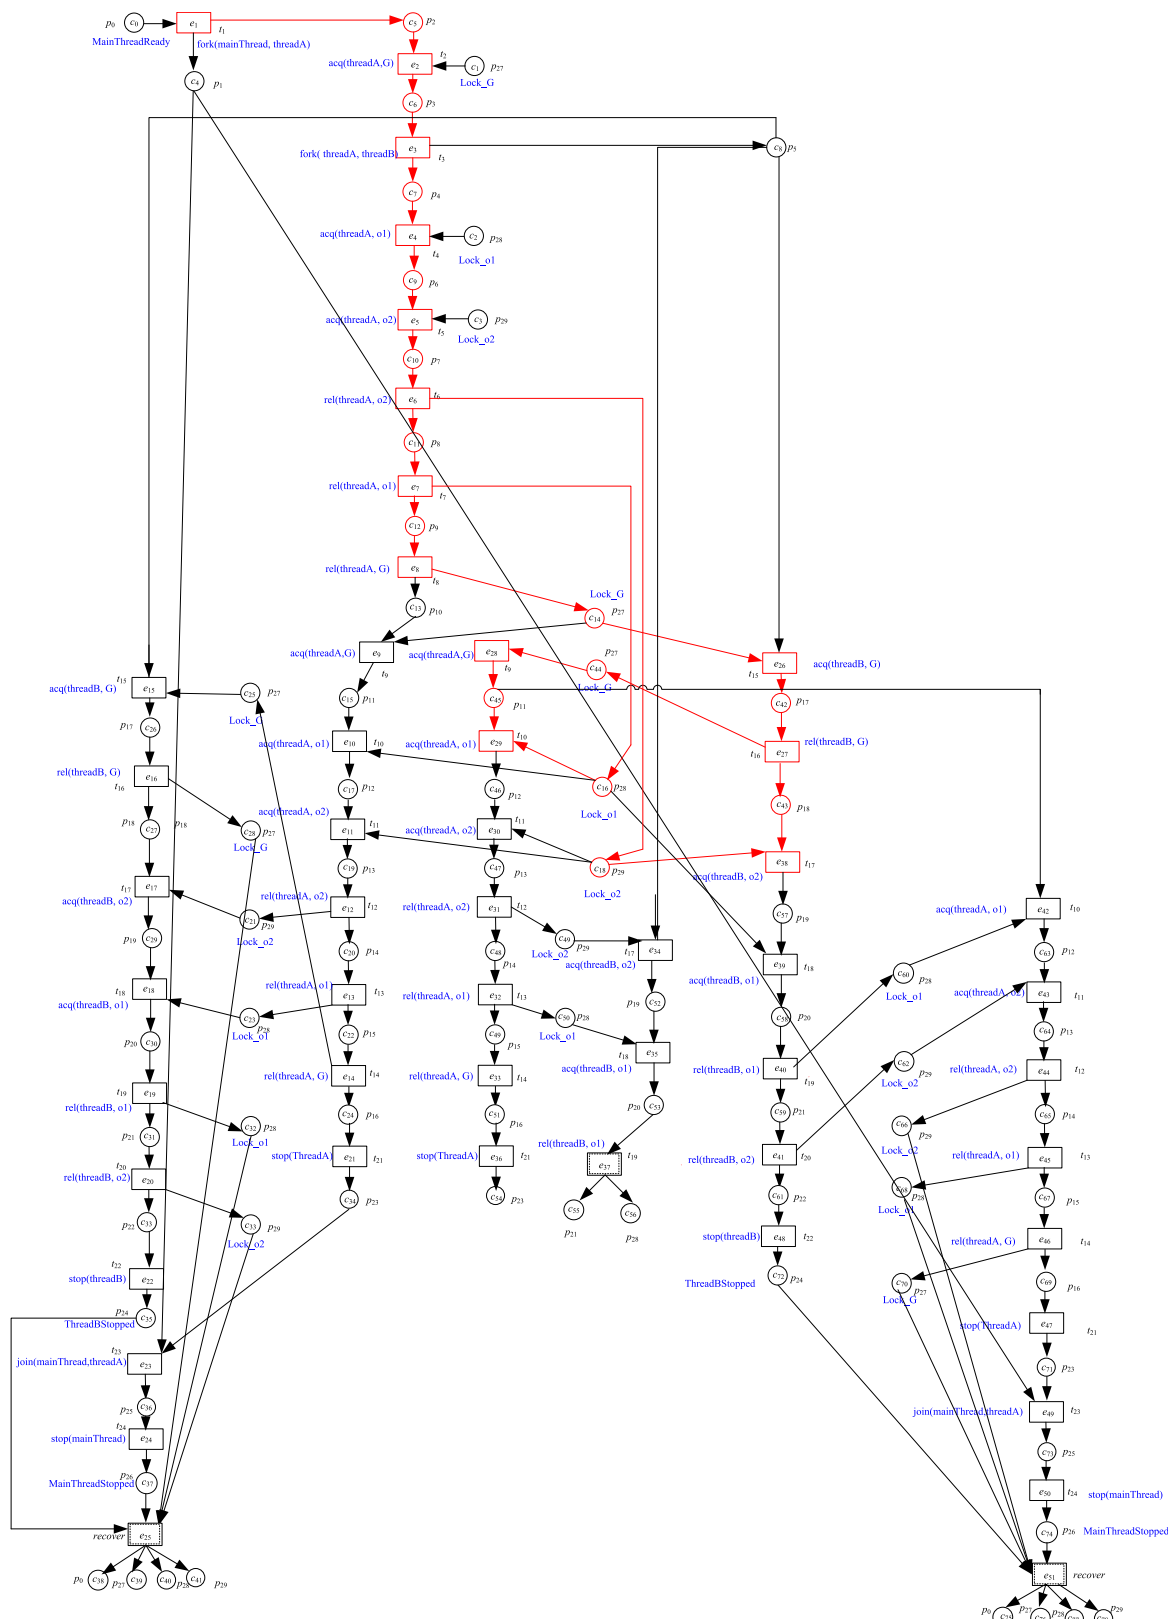 p0 c0 e1 t1 c5 p2
MainThreadReady
fork(mainThread, threadA)
t2
acq(threadA,G) e2 c1 p27
Lock_G
c4 p1
c6 p3
fork( threadA, threadB) e3 t3 c8 p5
c7 p4
acq(threadA, o1) e4 c2 p28
t4
Lock_o1
c9 p6
acq(threadA, o2) e5 c3 p29
t5
Lock_o2
c10 p7
rel(threadA, o2) e6 t6
c11 p8
rel(threadA, o1) e7 t7
c12 p9
rel(threadA, G) e8 t8
Lock_G
c13 p10 c14 p27
acq(threadA,G) e9 t9
acq(threadA,G) e28 t9
p27 c44 Lock_G
e26 t15 acq(threadB, G)
t15 acq(threadB, G) e15
c25 p27 Lock_G
c15 p11
c45 p11
c42 p17
p17 c26
acq(threadA, o1) e10 t10
acq(threadA, o1) e29 t10
t16 e27 rel(threadB, G)
rel(threadB, G) e16 t16
c17 p12
c46 p12
c16 p28 Lock_o1
c43 p18
p18 c27 p18
c28 p27 Lock_G
acq(threadA, o2) e11 t11
acq(threadA, o2) e30 t11
c18 p29 Lock_o2
e38 t17 acq(threadB, o2)
t17 e17 acq(threadB, o2)
c19 p13
c47 p13
rel(threadA, o2) e12 t12
rel(threadA, o2) e31 t12
c57 p19
acq(threadA, o1) e42 t10
c21 p29 Lock_o2
p19 c29
c20 p14
c48 p14
c49 p29 Lock_o2
t17 e34 acq(threadB, o2)
e39 t18 acq(threadB, o1)
c63 p12
c60 p28 Lock_o1
t18 e18 acq(threadB, o1)
rel(threadA, o1) e13 t13
rel(threadA, o1) e32 t13
p19 c52
acq(threadA, o2) e43 t11
c23 p28 Lock_o1
c50 p28 Lock_o1
c58 p20
p20 c30
c22 p15
c49 p15
c64 p13
t18 e35 acq(threadB, o1)
c62 p29 Lock_o2
rel(threadA, G) e14 t14
rel(threadA, G) e33 t14
rel(threadB, o1) e40 t19
rel(threadA, o2) e44 t12
t19 e19 rel(threadB, o1)
p20 c53
c24 p16
c51 p16
c59 p21
c65 p14
c32 p28 Lock_o1
c66 p29 Lock_o2
p21 c31
rel(threadB, o1) e37 t19
stop(ThreadA) e21 t21
stop(ThreadA) e36 t21
rel(threadB, o2) e41 t20
rel(threadA, o1) e45 t13
t20 rel(threadB, o2) e20
c34 p23
c54 p23
c61 p22
c68 p28 Lock_o1
c67 p15
c55 p21 c56 p28
p22 c33
c33 p29 Lock_o2
stop(threadB) e48 t22
rel(threadA, G) e46 t14
t22 stop(threadB) e22
ThreadBStopped c72 p24
c70 p27 Lock_G
c69 p16
p24 c35
ThreadBStopped
stop(ThreadA) e47 t21
t23 join(mainThread,threadA) e23
c71 p23
p25 c36
join(mainThread,threadA) e49 t23
t24 stop(mainThread) e24
c73 p25
p26 c37
MainThreadStopped
e50 t24 stop(mainThread)
recover e25
c74 p26 MainThreadStopped
p0 c38 p27 c39 c40 p28 c41 p29
e51 recover
p0 p27 p28 p29